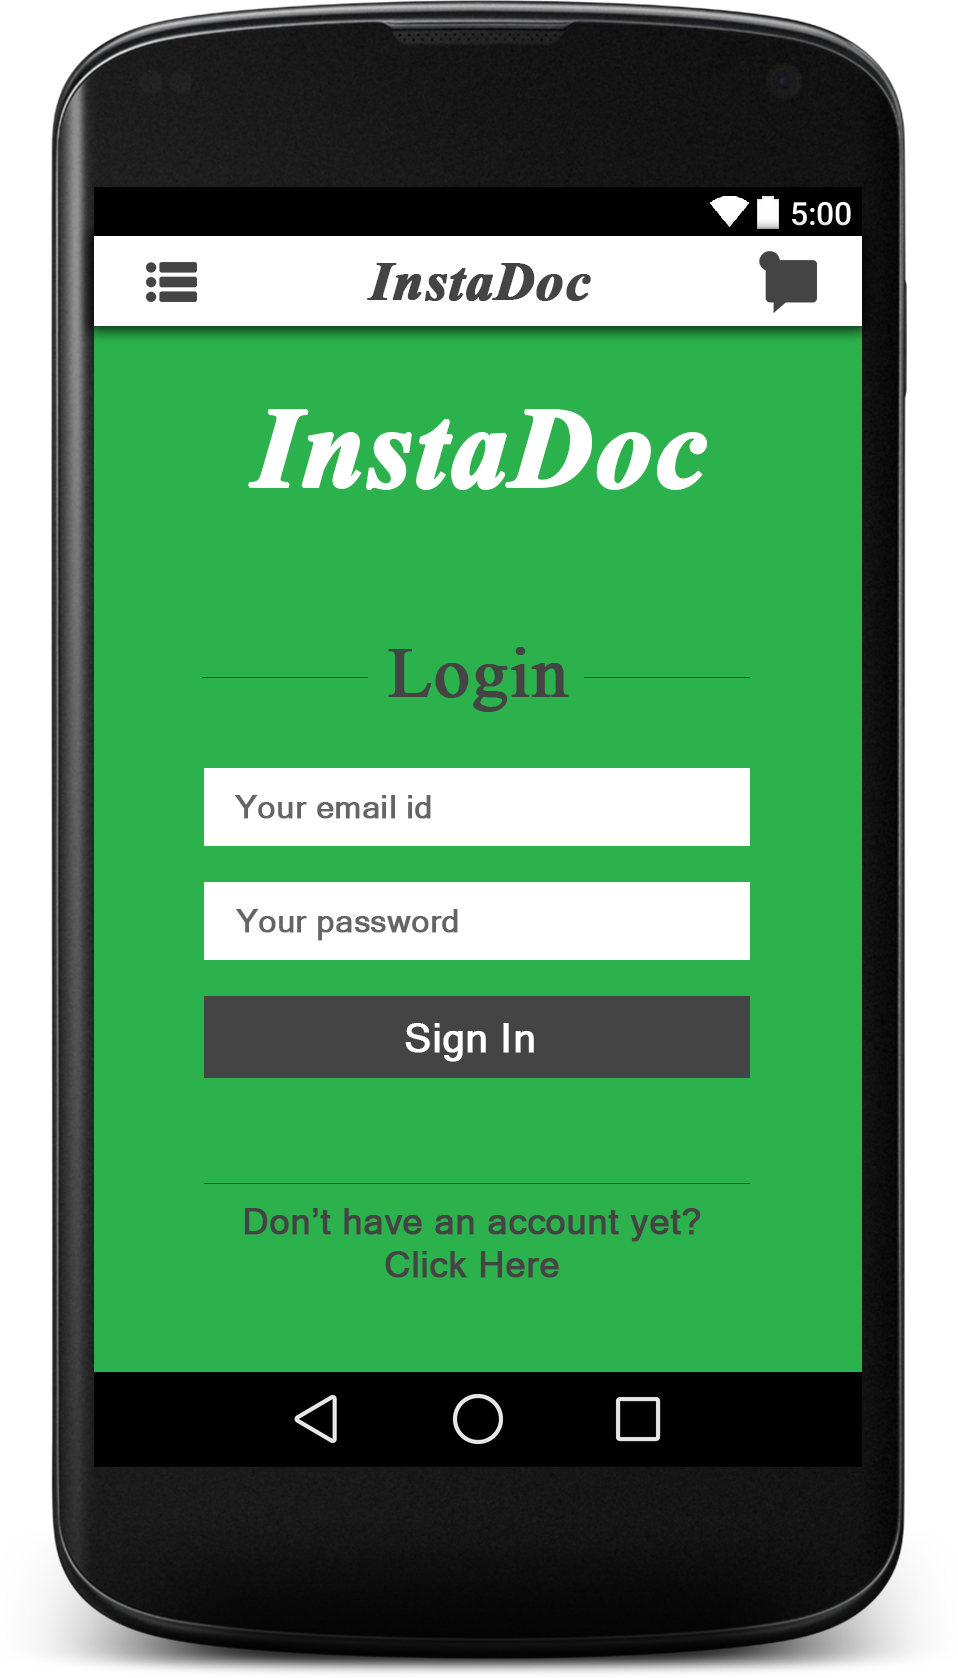 5:00
InstaDoc
InstaDoc
Login
Your email id
Your password
Sign In
Don’t have an account yet?
Click Here